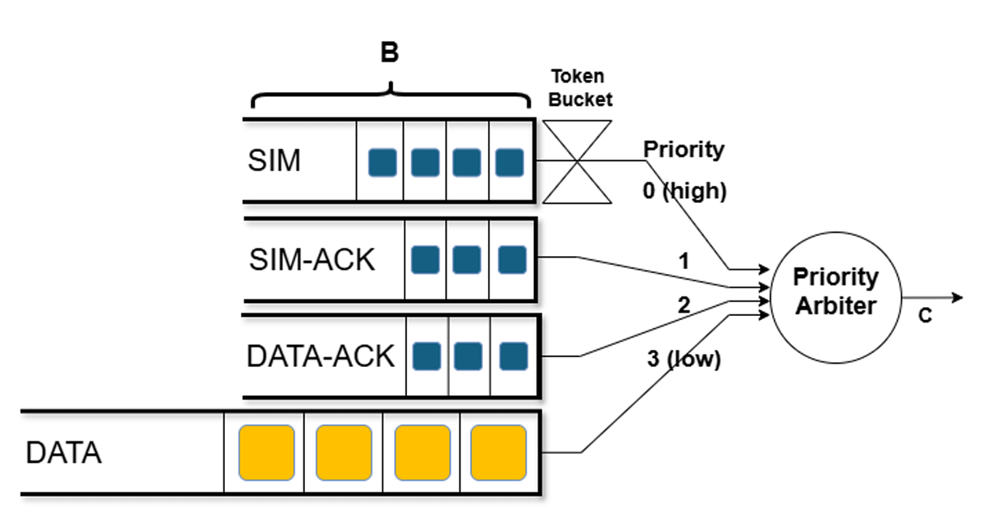 B
Token
Bucket
SIM
Priority
0 (high)
SIM-ACK
1
Priority
Arbiter
2
C
DATA-ACK
3 (low)
DATA